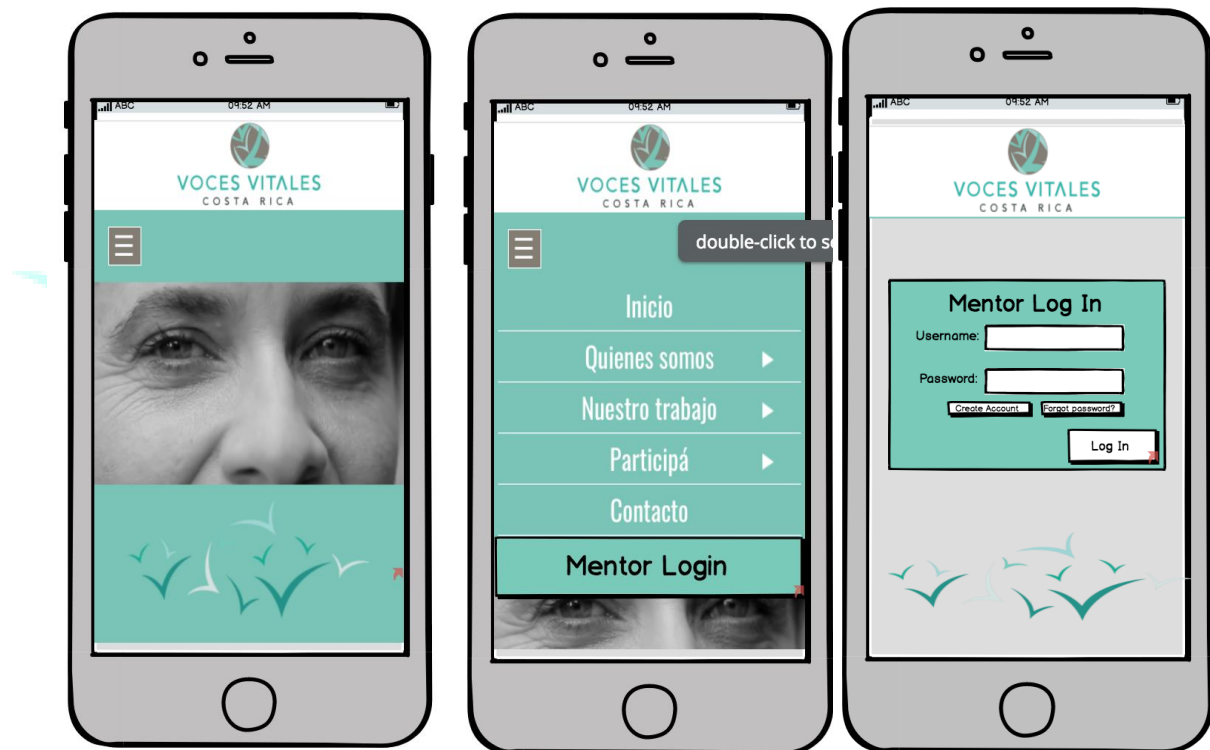 ABC 09:52 AM
VOCES VITALES
COSTA RICA
ABC 09:52 AM
VOCES VITALES
COSTA RICA
double-click to
Inicio
Quienes somos
Nuestro trabajo
Participá
Contacto
Mentor Login
ABC 09:52 AM
VOCES VITALES
COSTA RICA
Mentor Log In
Username:
Password:
Create Account Forgot password?
Log In